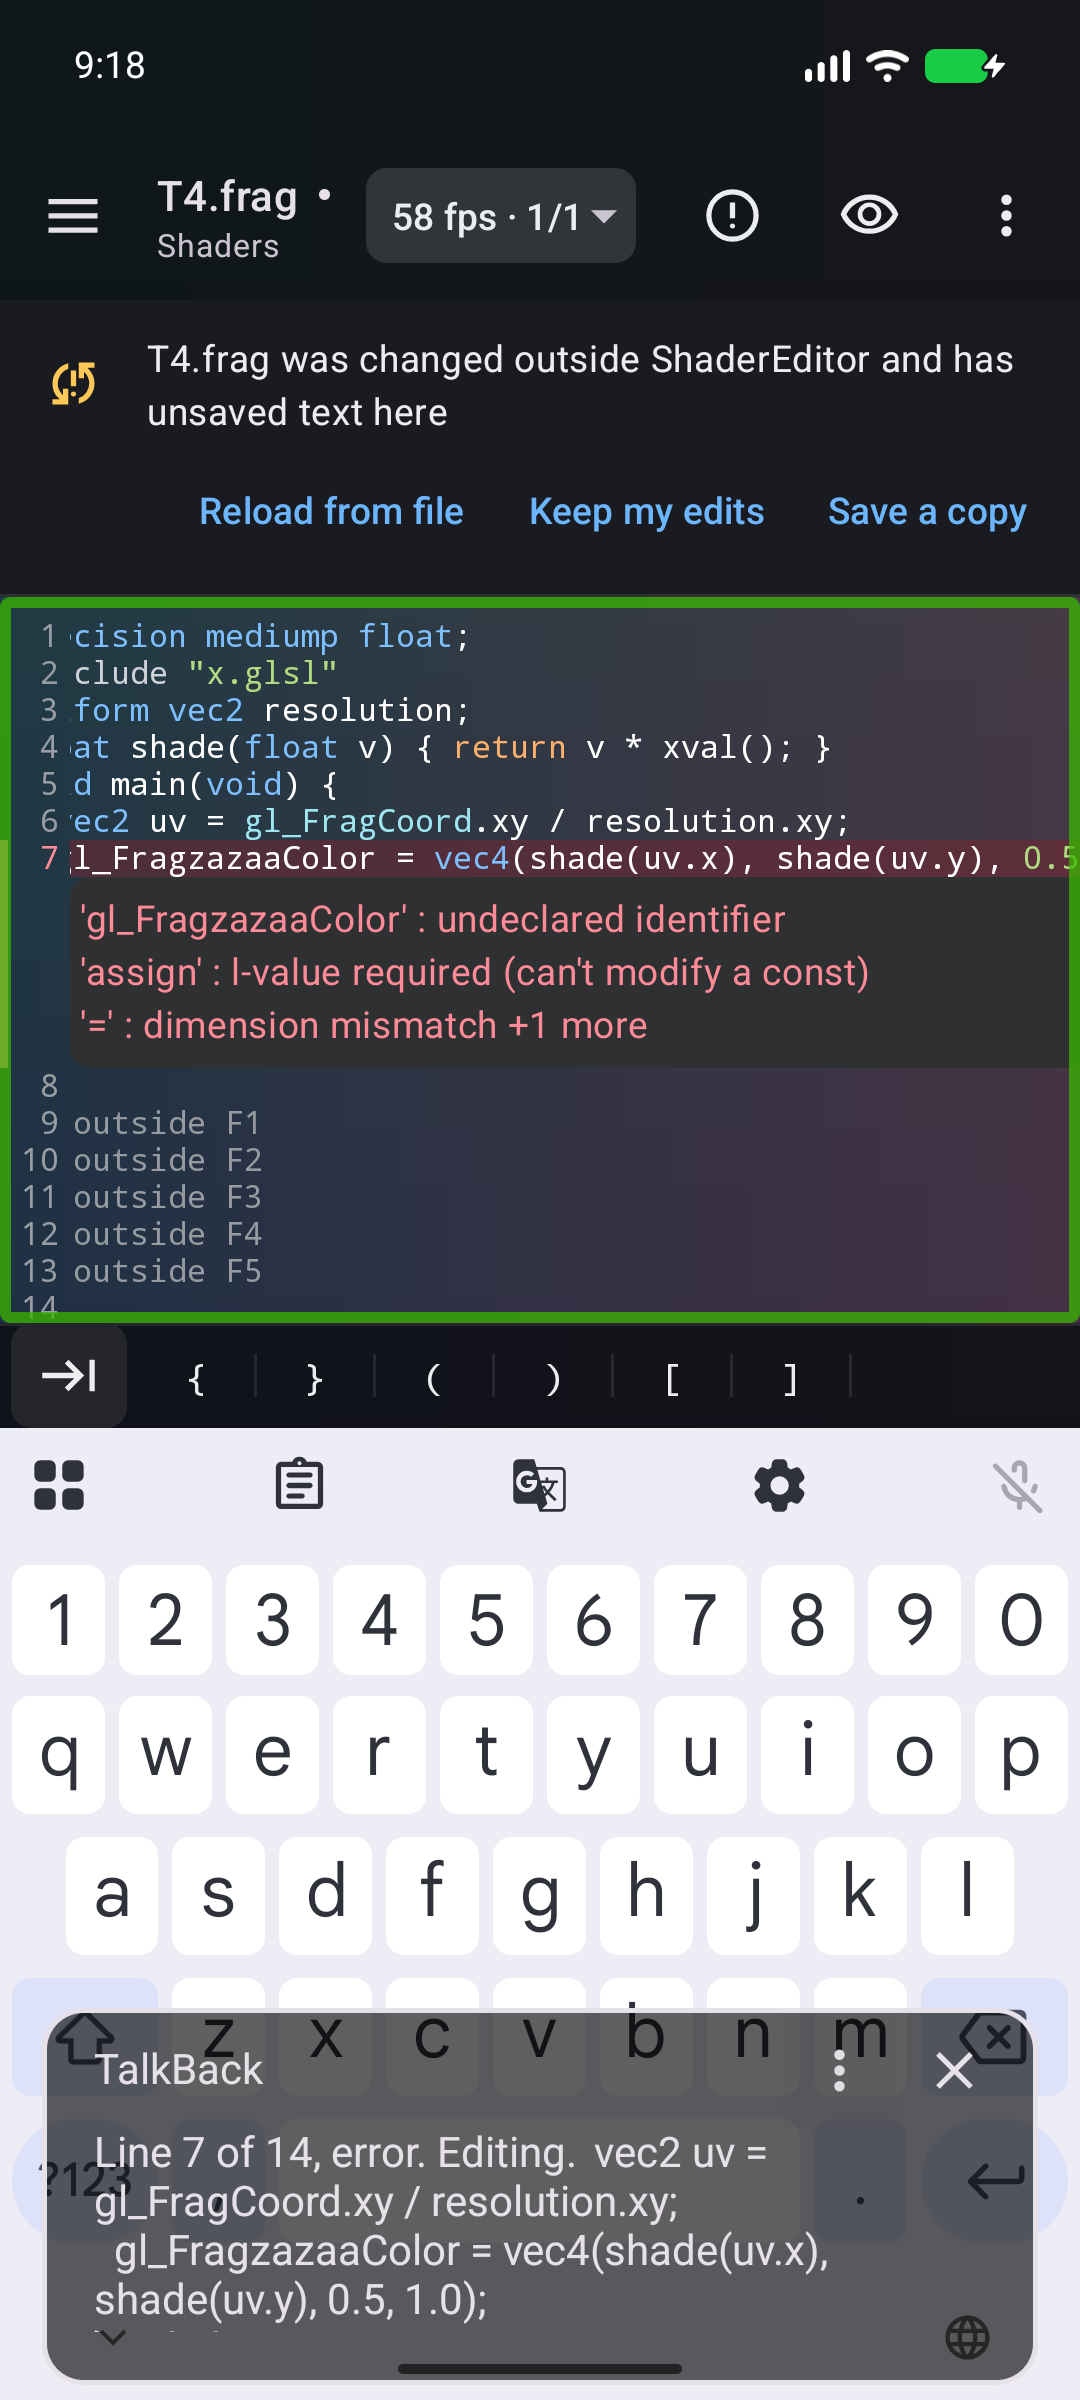 9:18
T4.frag •
Shaders
58 fps · 1/1
T4.frag was changed outside ShaderEditor and has
unsaved text here
Reload from file Keep my edits Save a copy
1 cision mediump float;
2 clude "x.glsl"
3 form vec2 resolution;
4 at shade(float v) { return v * xval(); }
5 d main(void) {
6 vec2 uv = gl_FragCoord.xy / resolution.xy;
7 gl_FragzazaaColor = vec4(shade(uv.x), shade(uv.y), 0.5
'gl_FragzazaaColor' : undeclared identifier
'assign' : l-value required (can't modify a const)
'=' : dimension mismatch +1 more
8
9 outside F1
10 outside F2
11 outside F3
12 outside F4
13 outside F5
14
{ } ( ) [ ]
1 2 3 4 5 6 7 8 9 0
q w e r t y u i o p
a s d f g h j k l
z x c v b n m
?123 , .
TalkBack
Line 7 of 14, error. Editing.  vec2 uv =
gl_FragCoord.xy / resolution.xy;
gl_FragzazaaColor = vec4(shade(uv.x),
shade(uv.y), 0.5, 1.0);